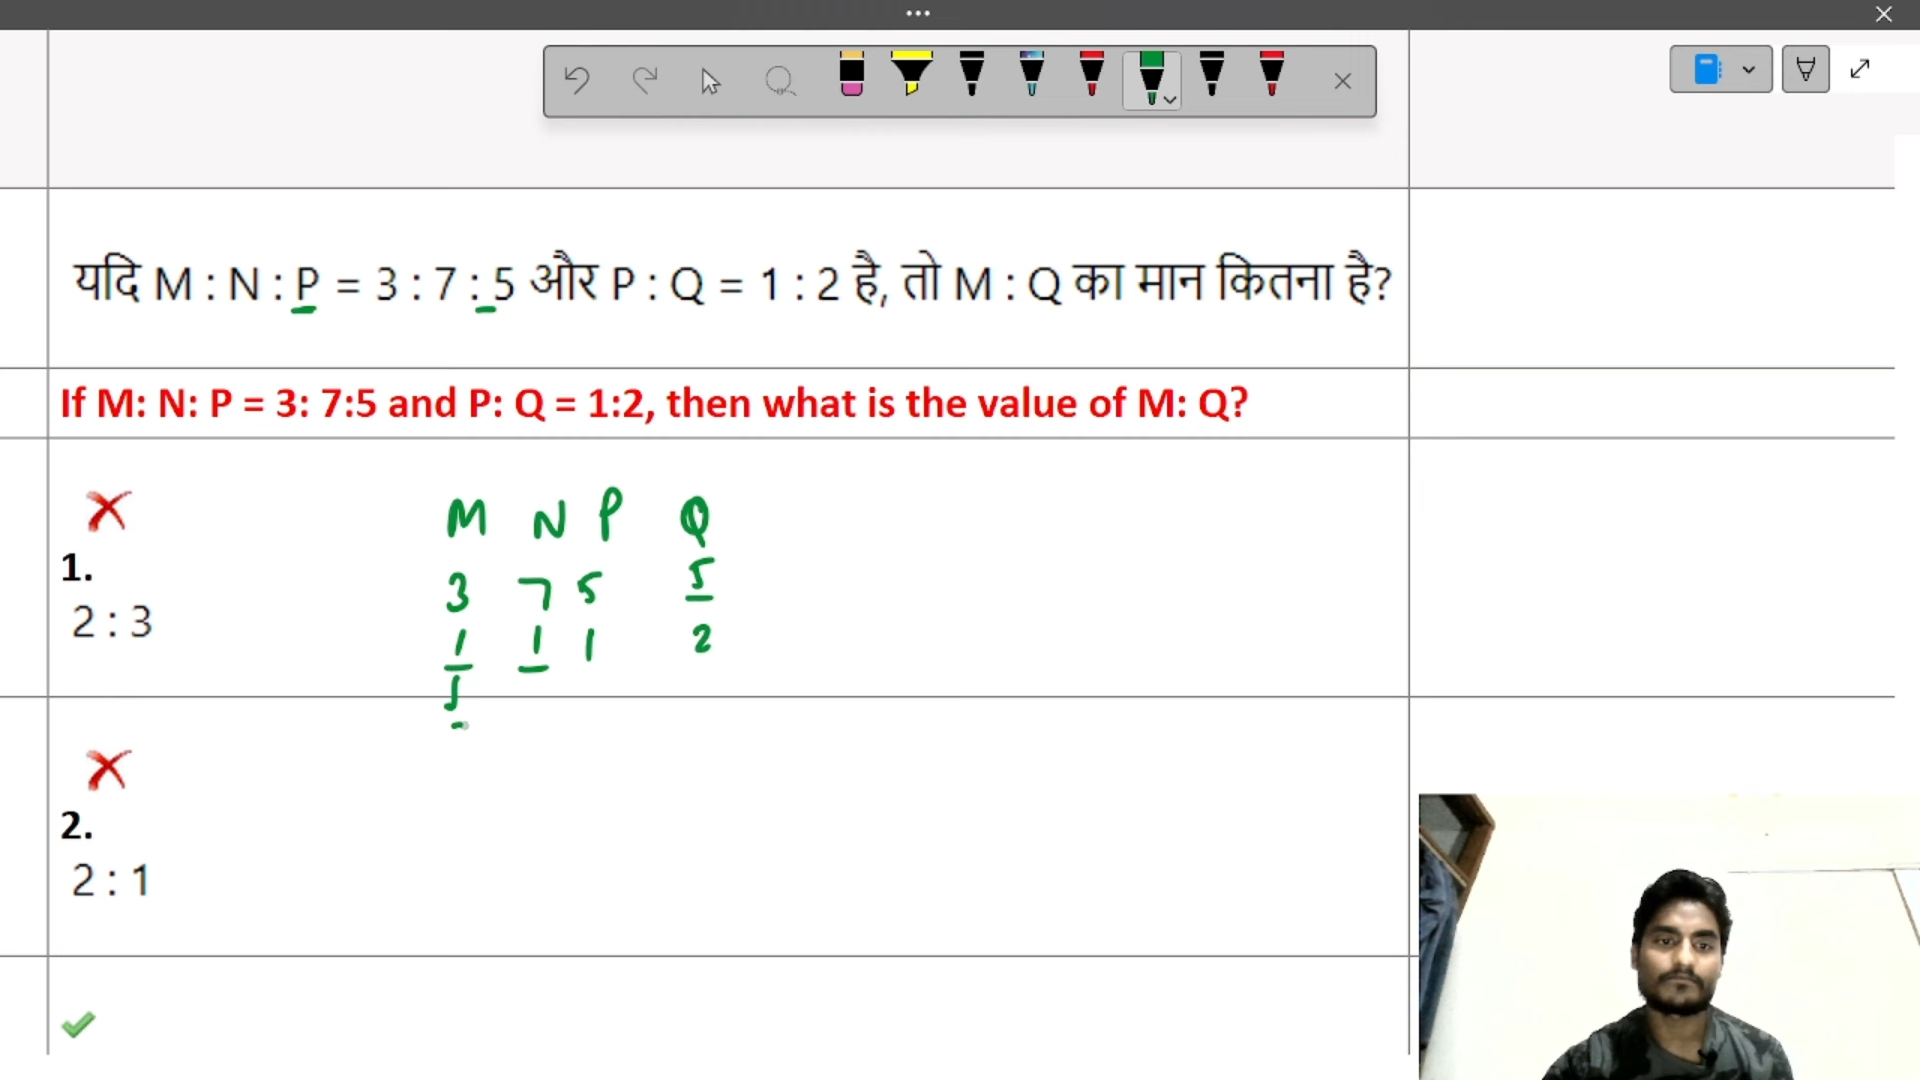 यदि M : N : P = 3 : 7 : 5 और P : Q = 1 : 2 है, तो M : Q का मान कितना है?
If M: N: P = 3: 7:5 and P: Q = 1:2, then what is the value of M: Q?
M N P Q
3 7 5 5
1 1 1 2
1.
2 : 3
2.
2 : 1